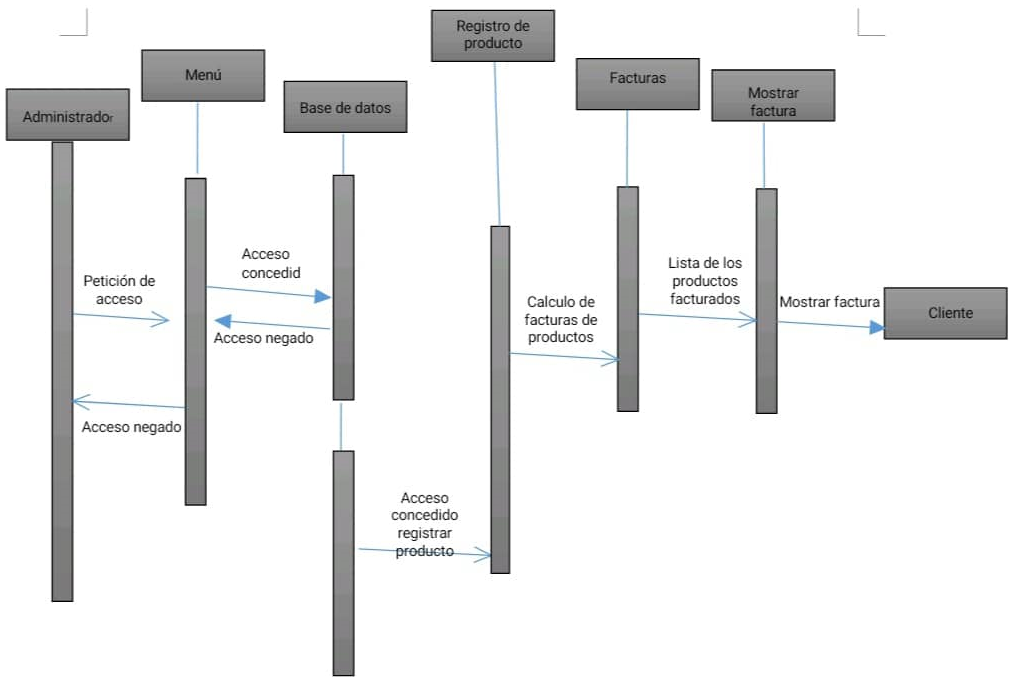 Registro de
producto
Menú
Facturas
Mostrar
factura
Base de datos
Administrador
Acceso
concedid
Petición de
acceso
Lista de los
productos
facturados
Calculo de
facturas de
productos
Mostrar factura
Cliente
Acceso negado
Acceso negado
Acceso
concedido
registrar
producto